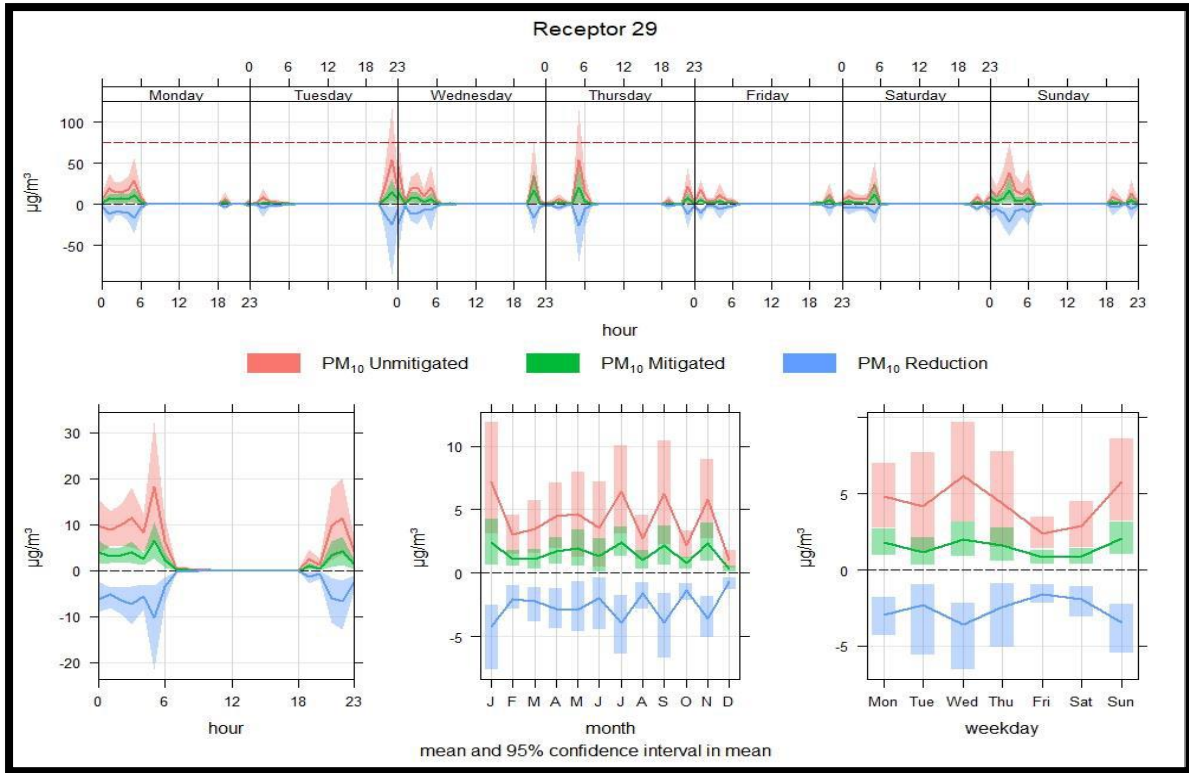 Receptor 29
0 6 12 18 23 0 6 12 18 23 0 6 12 18 23
Monday Tuesday Wednesday Thursday Friday Saturday Sunday
100
50
0
-50
µg/m³
0 6 12 18 23 0 6 12 18 23 0 6 12 18 23 0 6 12 18 23
hour
PM₁₀ Unmitigated PM₁₀ Mitigated PM₁₀ Reduction
30
20
10
0
-10
-20
µg/m³
0 6 12 18 23
hour
10
5
0
-5
µg/m³
J F M A M J J A S O N D
month
5
0
-5
µg/m³
Mon Tue Wed Thu Fri Sat Sun
weekday
mean and 95% confidence interval in mean